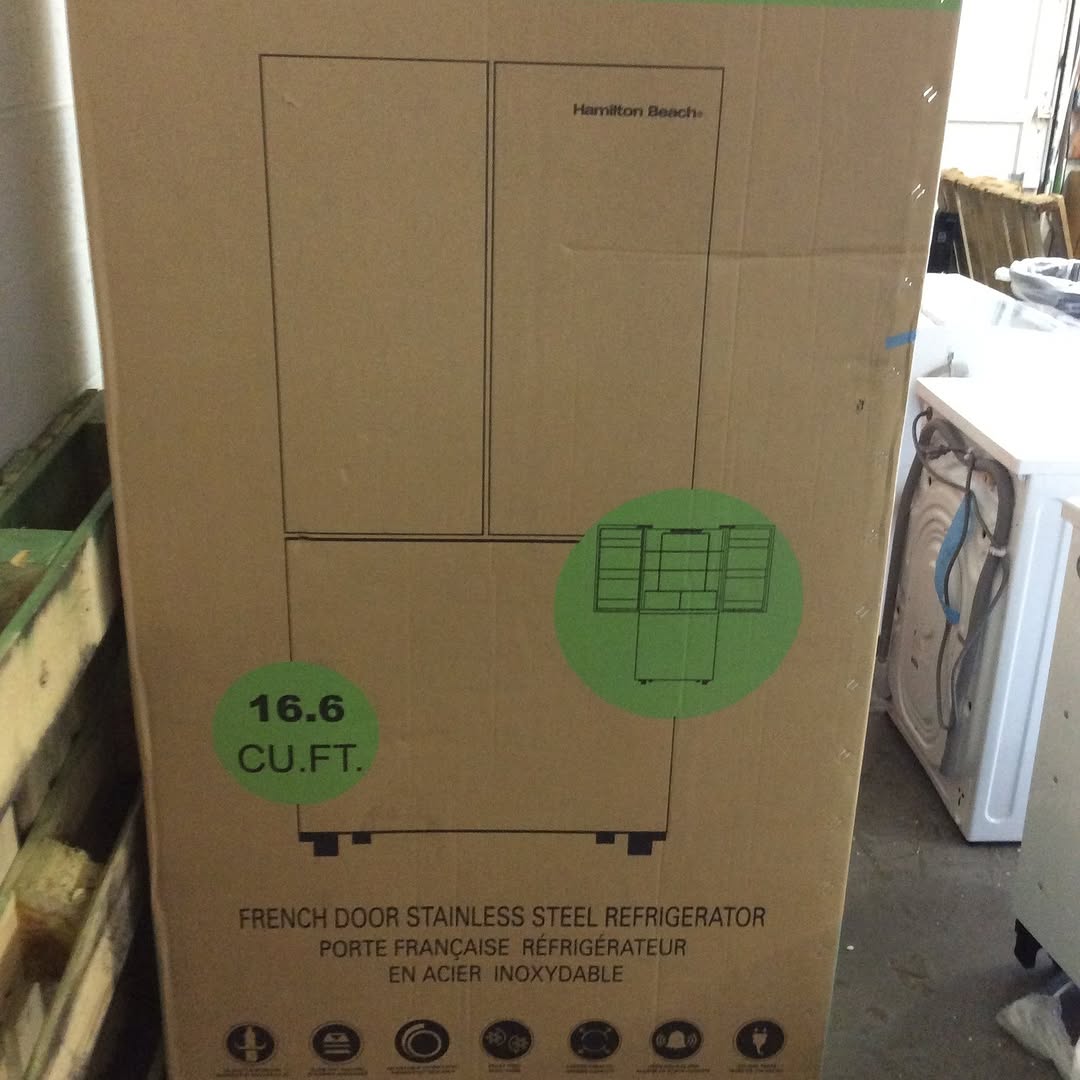 Hamilton Beach®
16.6
CU.FT.
FRENCH DOOR STAINLESS STEEL REFRIGERATOR
PORTE FRANÇAISE RÉFRIGÉRATEUR
EN ACIER INOXYDABLE